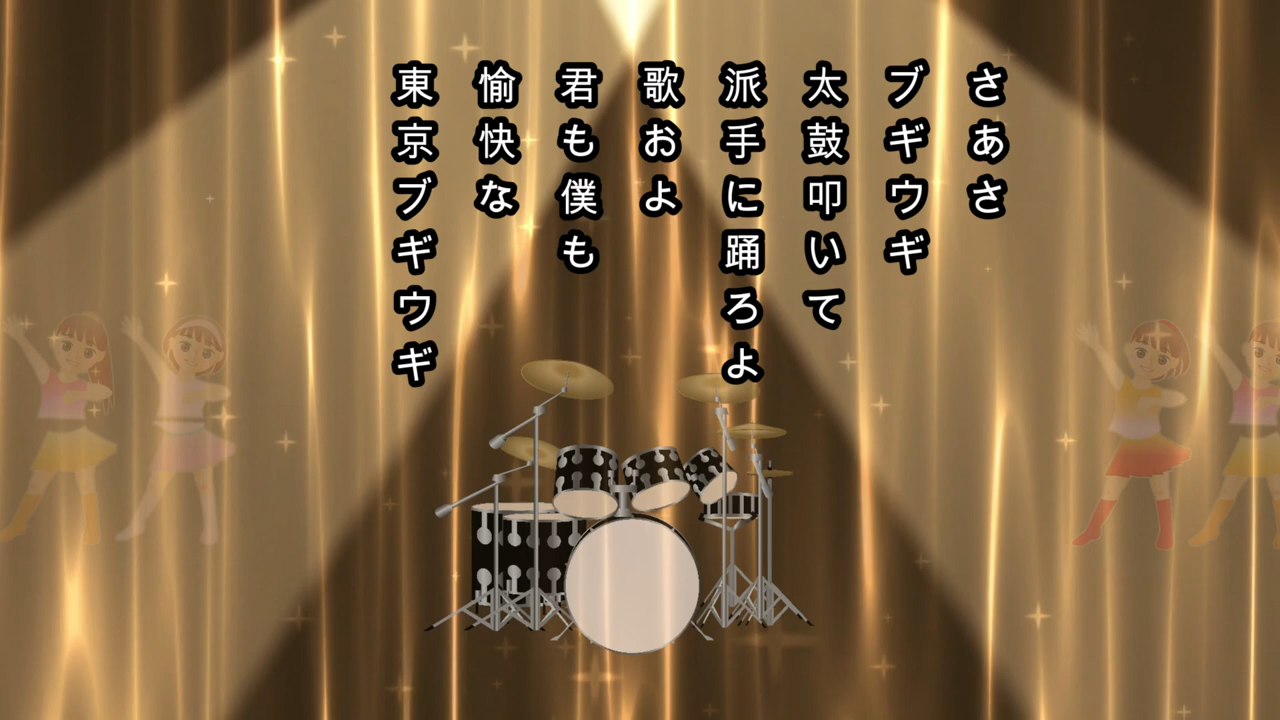 さあさ
ブギウギ
太鼓叩いて
派手に踊ろよ
歌およ
君も僕も
愉快な
東京ブギウギ